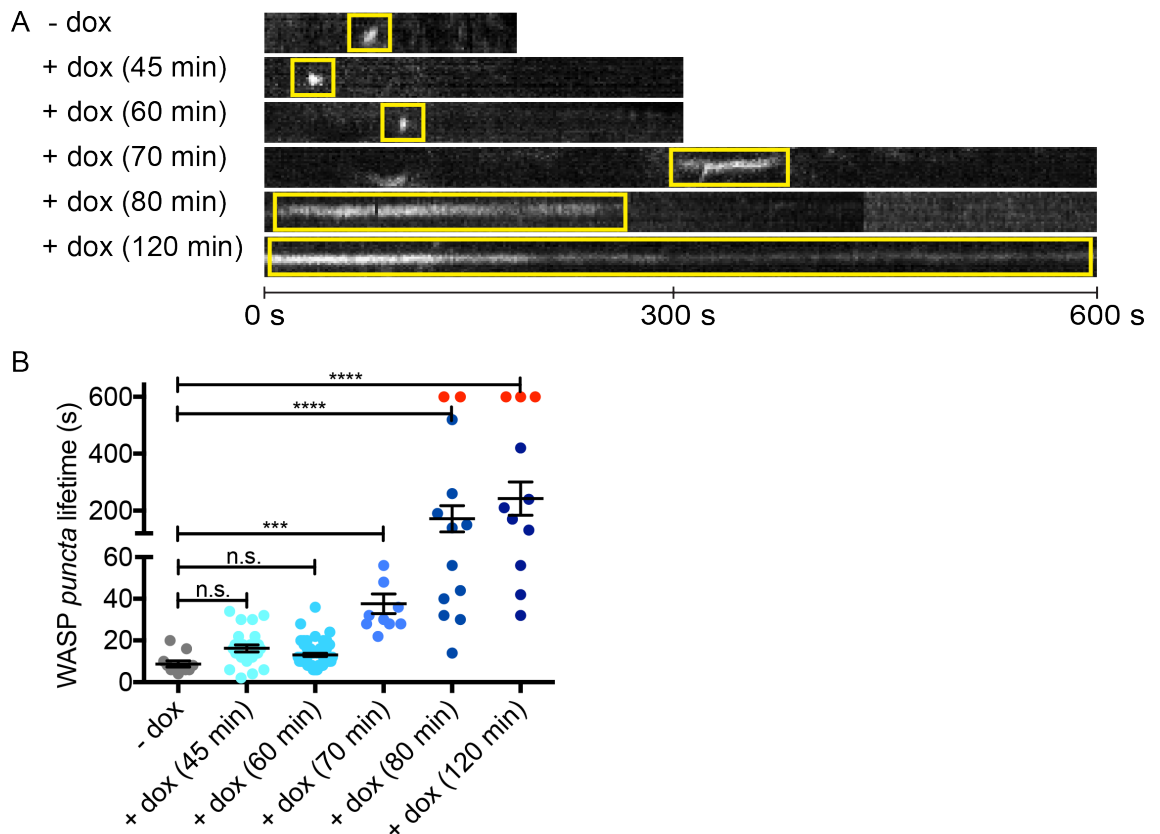 A - dox
+ dox (45 min)
+ dox (60 min)
+ dox (70 min)
+ dox (80 min)
+ dox (120 min)
0 s 300 s 600 s
B
****
****
***
n.s.
n.s.
WASP puncta lifetime (s)
600
400
200
60
40
20
0
- dox
+ dox (45 min)
+ dox (60 min)
+ dox (70 min)
+ dox (80 min)
+ dox (120 min)